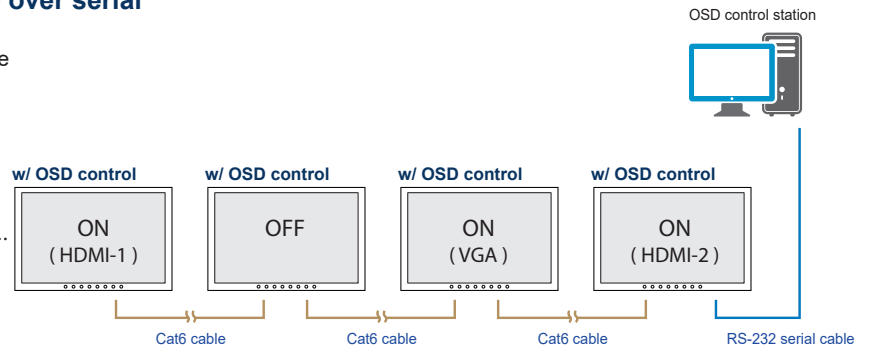 over serial
OSD control station
e
w/ OSD control w/ OSD control w/ OSD control w/ OSD control
ON OFF ON ON
( HDMI-1 ) ( VGA ) ( HDMI-2 )
..
Cat6 cable Cat6 cable Cat6 cable RS-232 serial cable